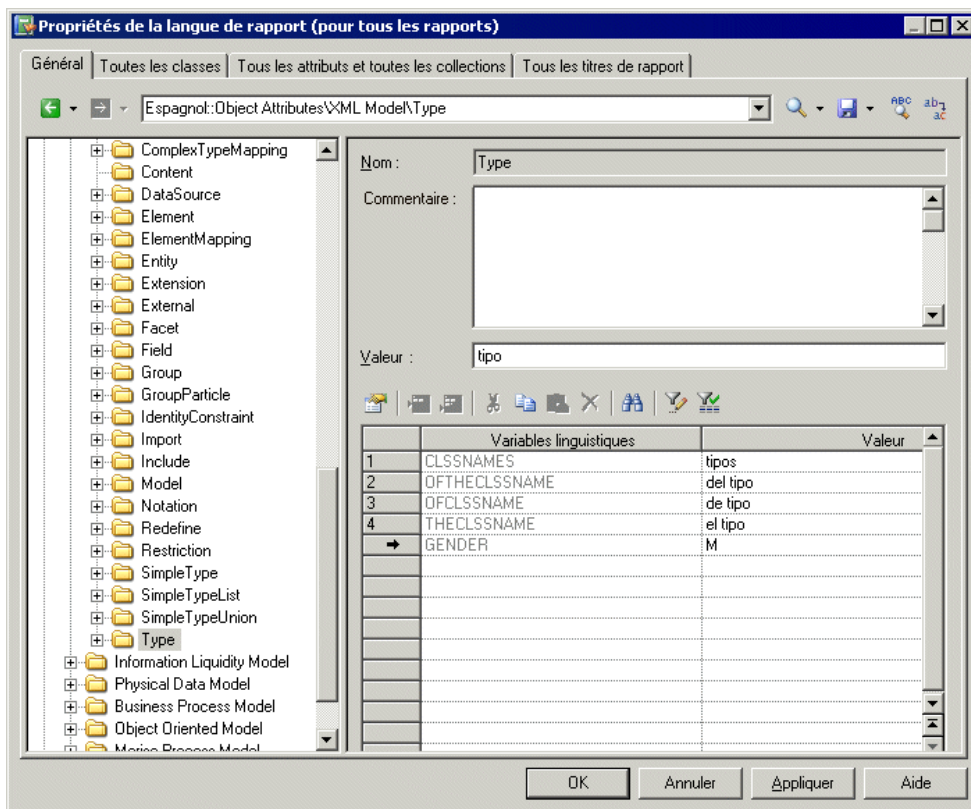 Propriétés de la langue de rapport (pour tous les rapports)
Général Toutes les classes Tous les attributs et toutes les collections Tous les titres de rapport
Espagnol::Object Attributes\XML Model\Type
ComplexTypeMapping
Content
DataSource
Element
ElementMapping
Entity
Extension
External
Facet
Field
Group
GroupParticle
IdentityConstraint
Import
Include
Model
Notation
Redefine
Restriction
SimpleType
SimpleTypeList
SimpleTypeUnion
Type
Information Liquidity Model
Physical Data Model
Business Process Model
Object Oriented Model
Nom : Type
Commentaire :
Valeur : tipo
Variables linguistiques Valeur
1 CLSSNAMES tipos
2 OFTHECLSSNAME del tipo
3 OFCLSSNAME de tipo
4 THECLSSNAME el tipo
GENDER M
OK Annuler Appliquer Aide